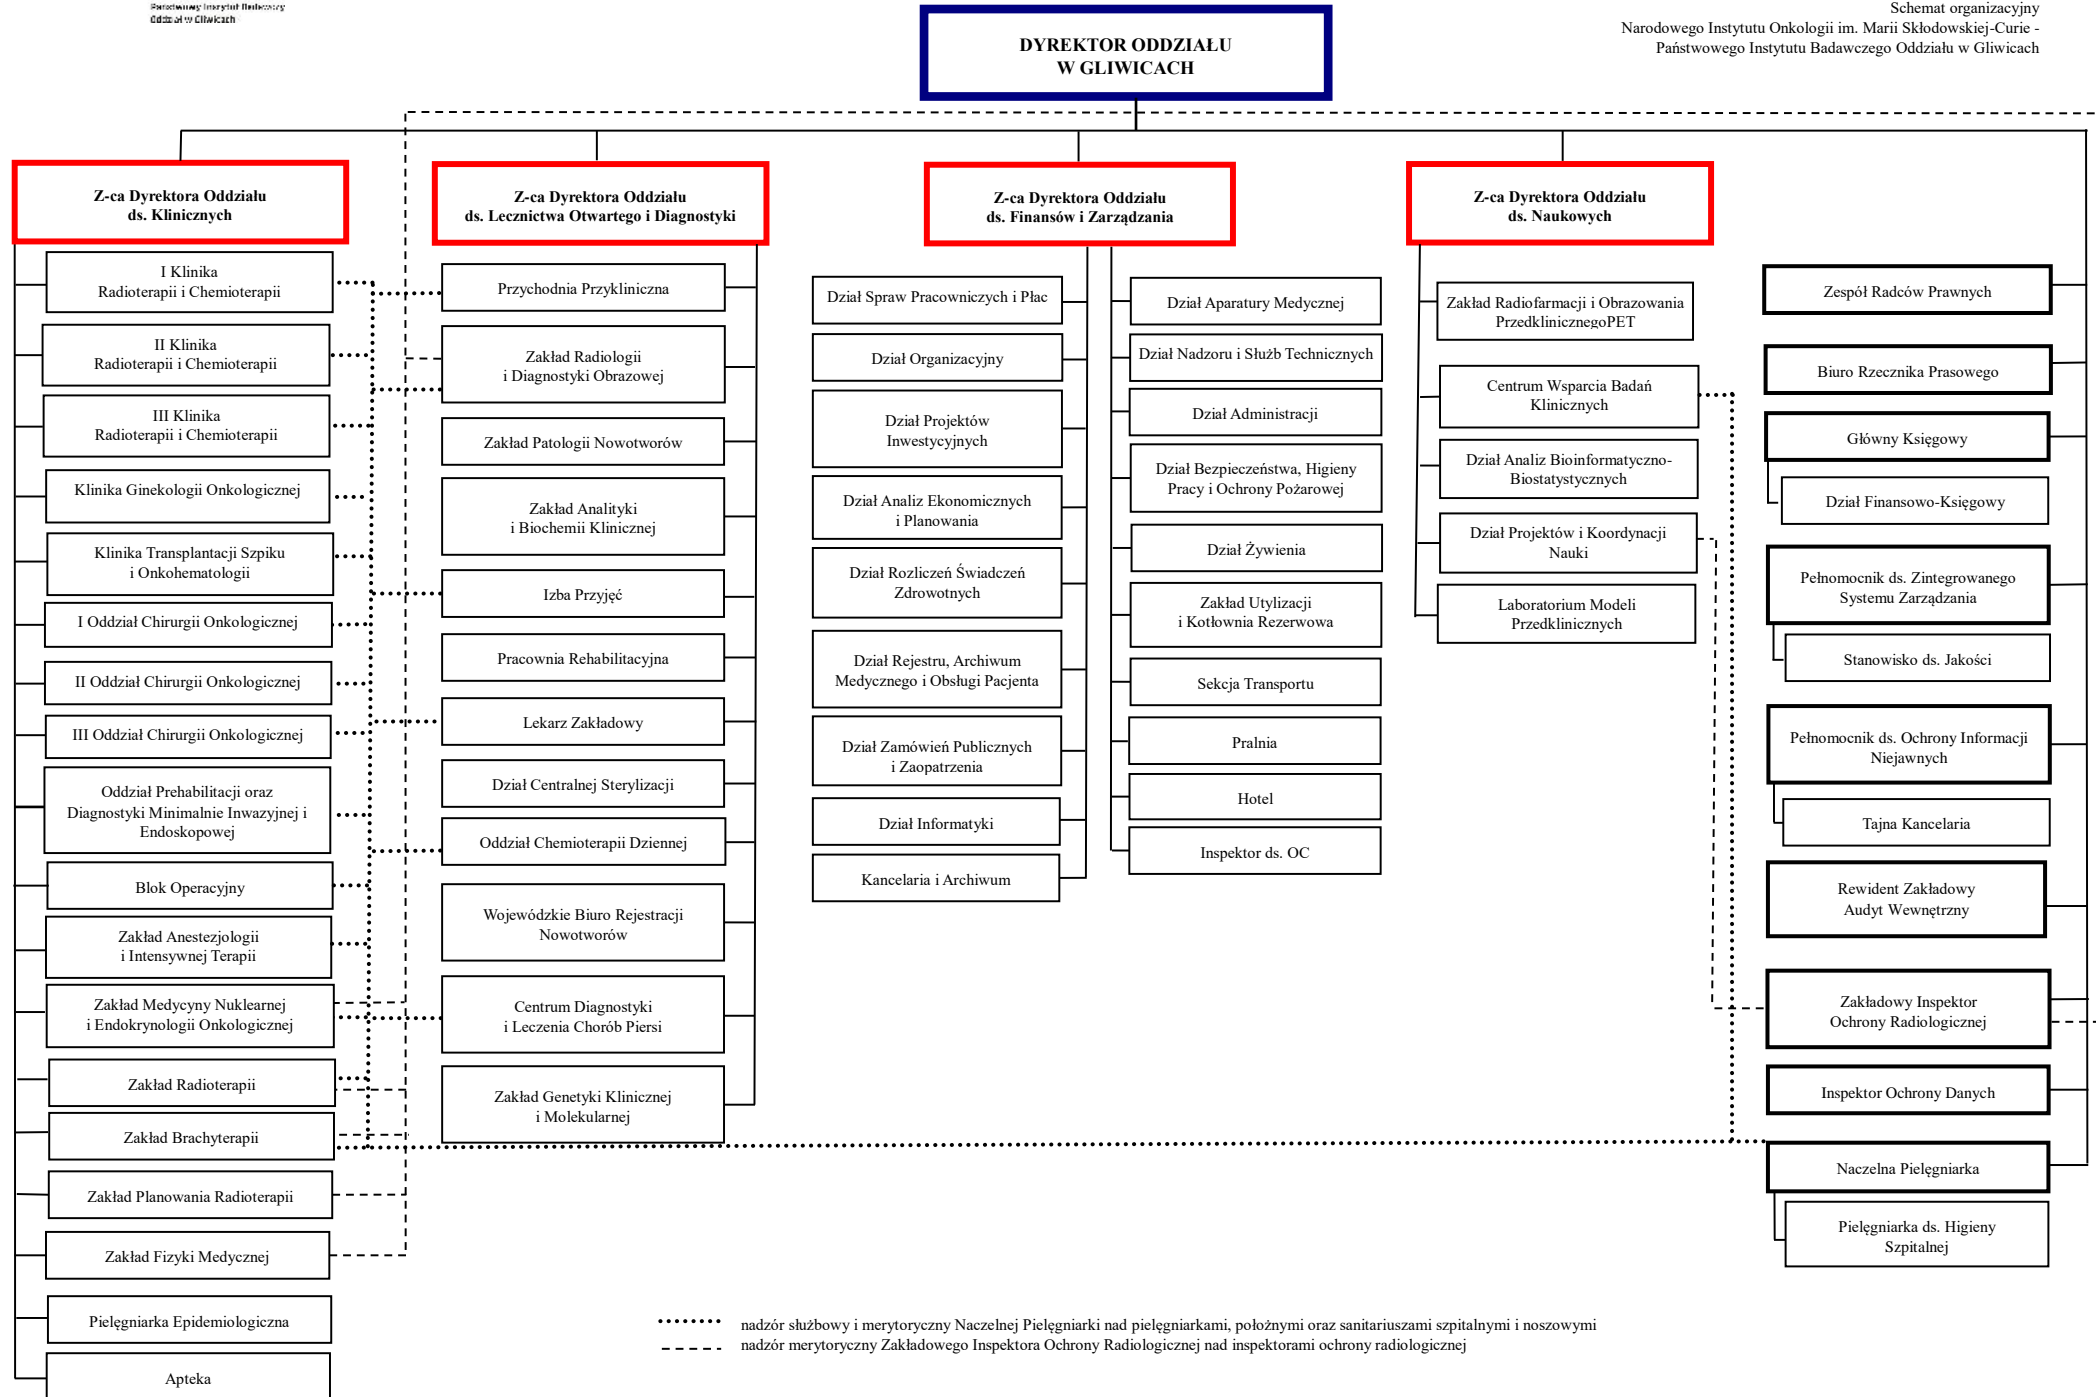 Państwowy Instytut Badawczy
Oddział w Gliwicach
Schemat organizacyjny
Narodowego Instytutu Onkologii im. Marii Skłodowskiej-Curie -
Państwowego Instytutu Badawczego Oddziału w Gliwicach
DYREKTOR ODDZIAŁU
W GLIWICACH
Z-ca Dyrektora Oddziału
ds. Klinicznych
Z-ca Dyrektora Oddziału
ds. Lecznictwa Otwartego i Diagnostyki
Z-ca Dyrektora Oddziału
ds. Finansów i Zarządzania
Z-ca Dyrektora Oddziału
ds. Naukowych
I Klinika
Radioterapii i Chemioterapii
II Klinika
Radioterapii i Chemioterapii
III Klinika
Radioterapii i Chemioterapii
Klinika Ginekologii Onkologicznej
Klinika Transplantacji Szpiku
i Onkohematologii
I Oddział Chirurgii Onkologicznej
II Oddział Chirurgii Onkologicznej
III Oddział Chirurgii Onkologicznej
Oddział Prehabilitacji oraz
Diagnostyki Minimalnie Inwazyjnej i
Endoskopowej
Blok Operacyjny
Zakład Anestezjologii
i Intensywnej Terapii
Zakład Medycyny Nuklearnej
i Endokrynologii Onkologicznej
Zakład Radioterapii
Zakład Brachyterapii
Zakład Planowania Radioterapii
Zakład Fizyki Medycznej
Pielęgniarka Epidemiologiczna
Apteka
Przychodnia Przykliniczna
Zakład Radiologii
i Diagnostyki Obrazowej
Zakład Patologii Nowotworów
Zakład Analityki
i Biochemii Klinicznej
Izba Przyjęć
Pracownia Rehabilitacyjna
Lekarz Zakładowy
Dział Centralnej Sterylizacji
Oddział Chemioterapii Dziennej
Wojewódzkie Biuro Rejestracji
Nowotworów
Centrum Diagnostyki
i Leczenia Chorób Piersi
Zakład Genetyki Klinicznej
i Molekularnej
Dział Spraw Pracowniczych i Płac
Dział Organizacyjny
Dział Projektów
Inwestycyjnych
Dział Analiz Ekonomicznych
i Planowania
Dział Rozliczeń Świadczeń
Zdrowotnych
Dział Rejestru, Archiwum
Medycznego i Obsługi Pacjenta
Dział Zamówień Publicznych
i Zaopatrzenia
Dział Informatyki
Kancelaria i Archiwum
Dział Aparatury Medycznej
Dział Nadzoru i Służb Technicznych
Dział Administracji
Dział Bezpieczeństwa, Higieny
Pracy i Ochrony Pożarowej
Dział Żywienia
Zakład Utylizacji
i Kotłownia Rezerwowa
Sekcja Transportu
Pralnia
Hotel
Inspektor ds. OC
Zakład Radiofarmacji i Obrazowania
PrzedklinicznegoPET
Centrum Wsparcia Badań
Klinicznych
Dział Analiz Bioinformatyczno-
Biostatystycznych
Dział Projektów i Koordynacji
Nauki
Laboratorium Modeli
Przedklinicznych
Zespół Radców Prawnych
Biuro Rzecznika Prasowego
Główny Księgowy
Dział Finansowo-Księgowy
Pełnomocnik ds. Zintegrowanego
Systemu Zarządzania
Stanowisko ds. Jakości
Pełnomocnik ds. Ochrony Informacji
Niejawnych
Tajna Kancelaria
Rewident Zakładowy
Audyt Wewnętrzny
Zakładowy Inspektor
Ochrony Radiologicznej
Inspektor Ochrony Danych
Naczelna Pielęgniarka
Pielęgniarka ds. Higieny
Szpitalnej
nadzór służbowy i merytoryczny Naczelnej Pielęgniarki nad pielęgniarkami, położnymi oraz sanitariuszami szpitalnymi i noszowymi
nadzór merytoryczny Zakładowego Inspektora Ochrony Radiologicznej nad inspektorami ochrony radiologicznej